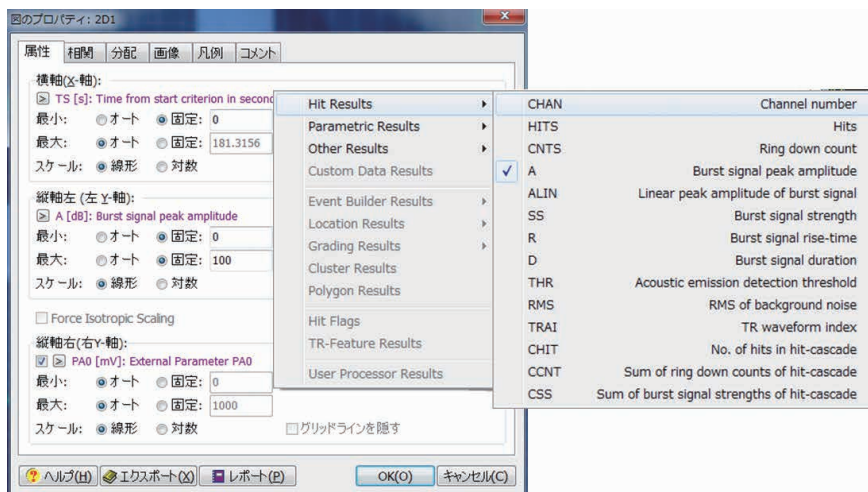 図のプロパティ: 2D1
属性 相関 分配 画像 凡例 コメント
横軸(X-軸):
> TS [s]: Time from start criterion in second
最小: オート 固定: 0
最大: オート 固定: 181.3156
スケール: 線形 対数
縦軸左 (左 Y-軸):
> A [dB]: Burst signal peak amplitude
最小: オート 固定: 0
最大: オート 固定: 100
スケール: 線形 対数
Force Isotropic Scaling
縦軸右(右Y-軸):
> PA0 [mV]: External Parameter PA0
最小: オート 固定: 0
最大: オート 固定: 1000
スケール: 線形 対数 グリッドラインを隠す
ヘルプ(H) エクスポート(X) レポート(P) OK(O) キャンセル(C)
Hit Results
Parametric Results
Other Results
Custom Data Results
Event Builder Results
Location Results
Grading Results
Cluster Results
Polygon Results
Hit Flags
TR-Feature Results
User Processor Results
CHAN Channel number
HITS Hits
CNTS Ring down count
A Burst signal peak amplitude
ALIN Linear peak amplitude of burst signal
SS Burst signal strength
R Burst signal rise-time
D Burst signal duration
THR Acoustic emission detection threshold
RMS RMS of background noise
TRAI TR waveform index
CHIT No. of hits in hit-cascade
CCNT Sum of ring down counts of hit-cascade
CSS Sum of burst signal strengths of hit-cascade